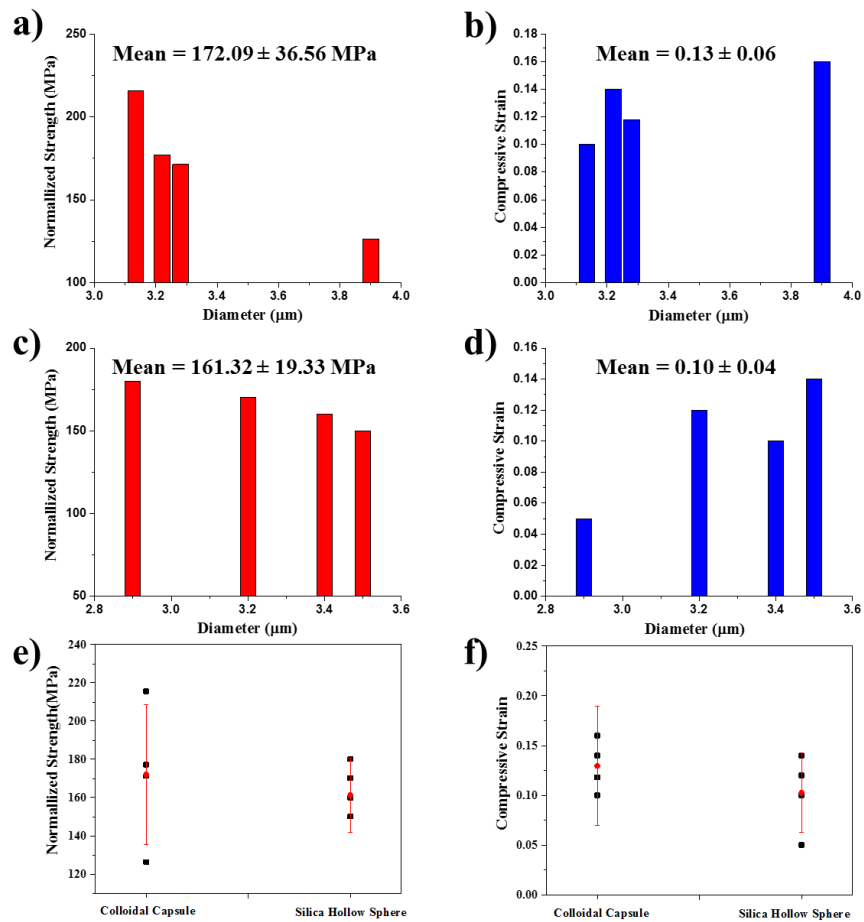 a)
Mean = 172.09 ± 36.56 MPa
Normallized Strength (MPa)
250
200
150
100
3.0
3.2
3.4
3.6
3.8
4.0
Diameter (μm)
b)
Mean = 0.13 ± 0.06
Compressive Strain
0.18
0.16
0.14
0.12
0.10
0.08
0.06
0.04
0.02
0.00
3.0
3.2
3.4
3.6
3.8
4.0
Diameter (μm)
c)
Mean = 161.32 ± 19.33 MPa
Normallized Strength (MPa)
200
150
100
50
2.8
3.0
3.2
3.4
3.6
Diameter (μm)
d)
Mean = 0.10 ± 0.04
Compressive Strain
0.16
0.14
0.12
0.10
0.08
0.06
0.04
0.02
0.00
2.8
3.0
3.2
3.4
3.6
Diameter (μm)
e)
Normallized Strength(MPa)
240
220
200
180
160
140
120
Colloidal Capsule
Silica Hollow Sphere
f)
Compressive Strain
0.25
0.20
0.15
0.10
0.05
0.00
Colloidal Capsule
Silica Hollow Sphere